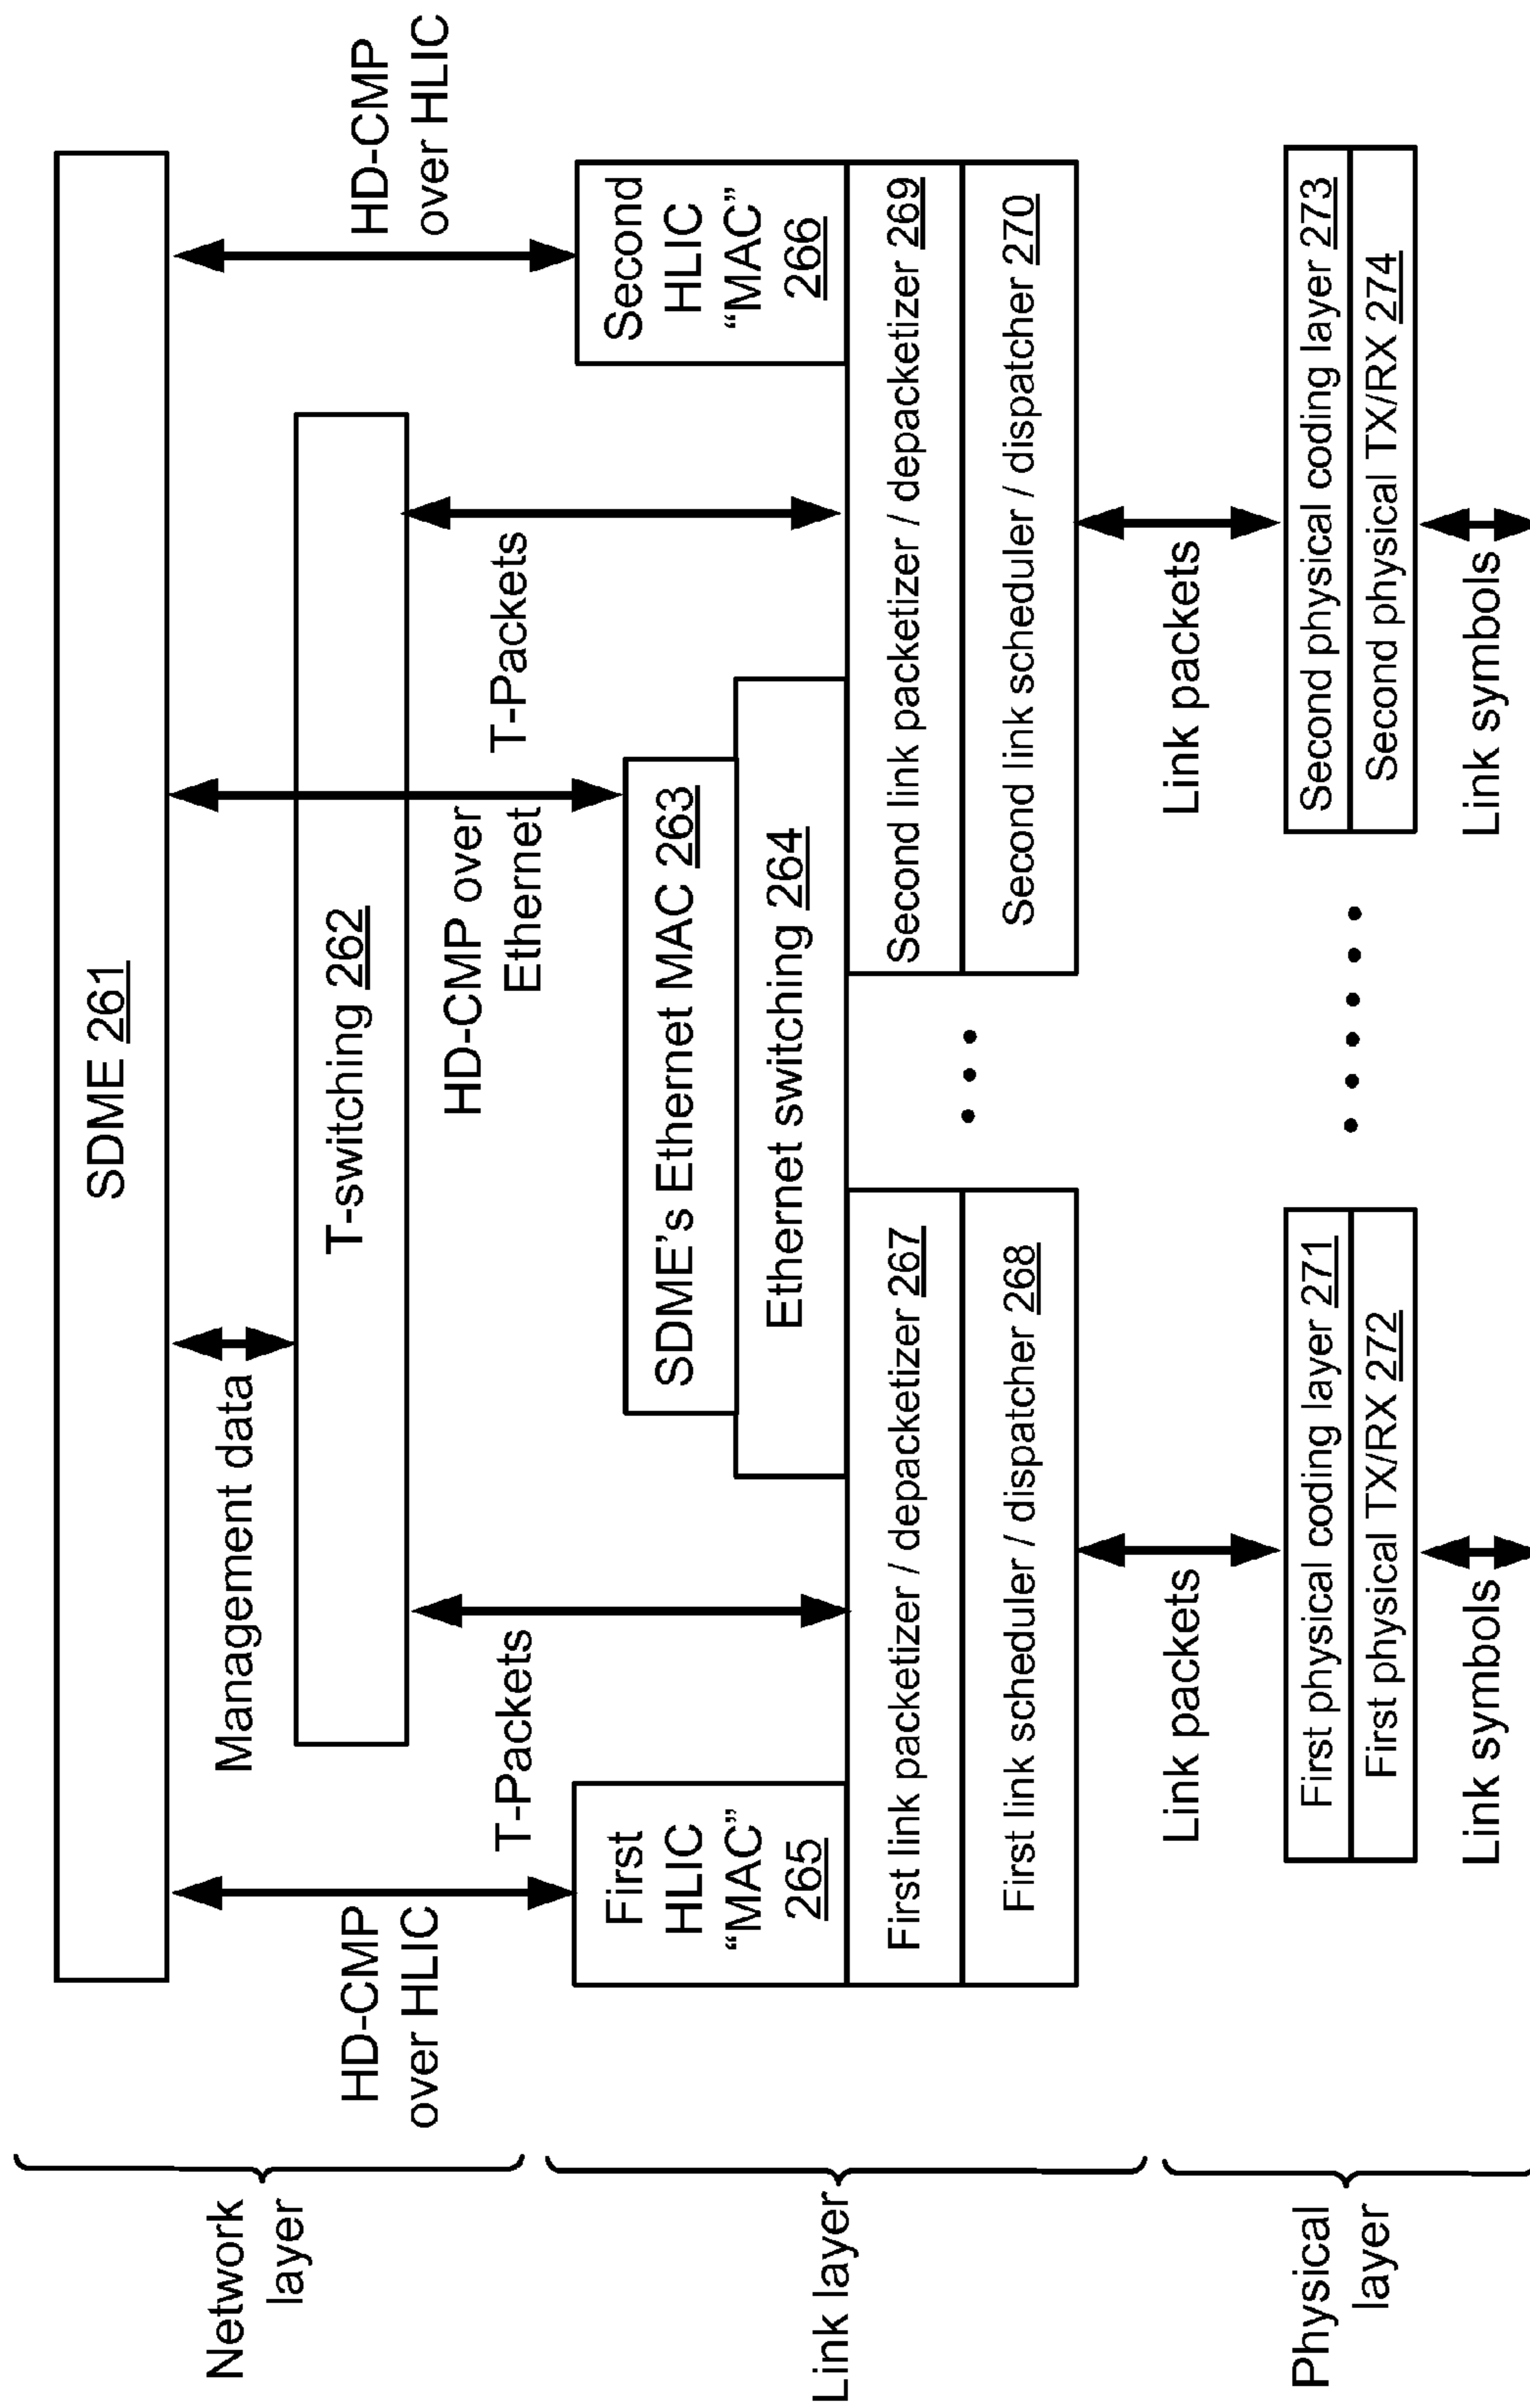 Network
layer
Link layer
Physical
layer
SDME 261
Management data
T-switching 262
HD-CMP
over HLIC
T-Packets
HD-CMP over
Ethernet
T-Packets
HD-CMP
over HLIC
First
HLIC
“MAC”
265
SDME’s Ethernet MAC 263
Ethernet switching 264
Second
HLIC
“MAC”
266
First link packetizer / depacketizer 267
First link scheduler / dispatcher 268
Second link packetizer / depacketizer 269
Second link scheduler / dispatcher 270
Link packets
Link packets
First physical coding layer 271
First physical TX/RX 272
Second physical coding layer 273
Second physical TX/RX 274
Link symbols
Link symbols